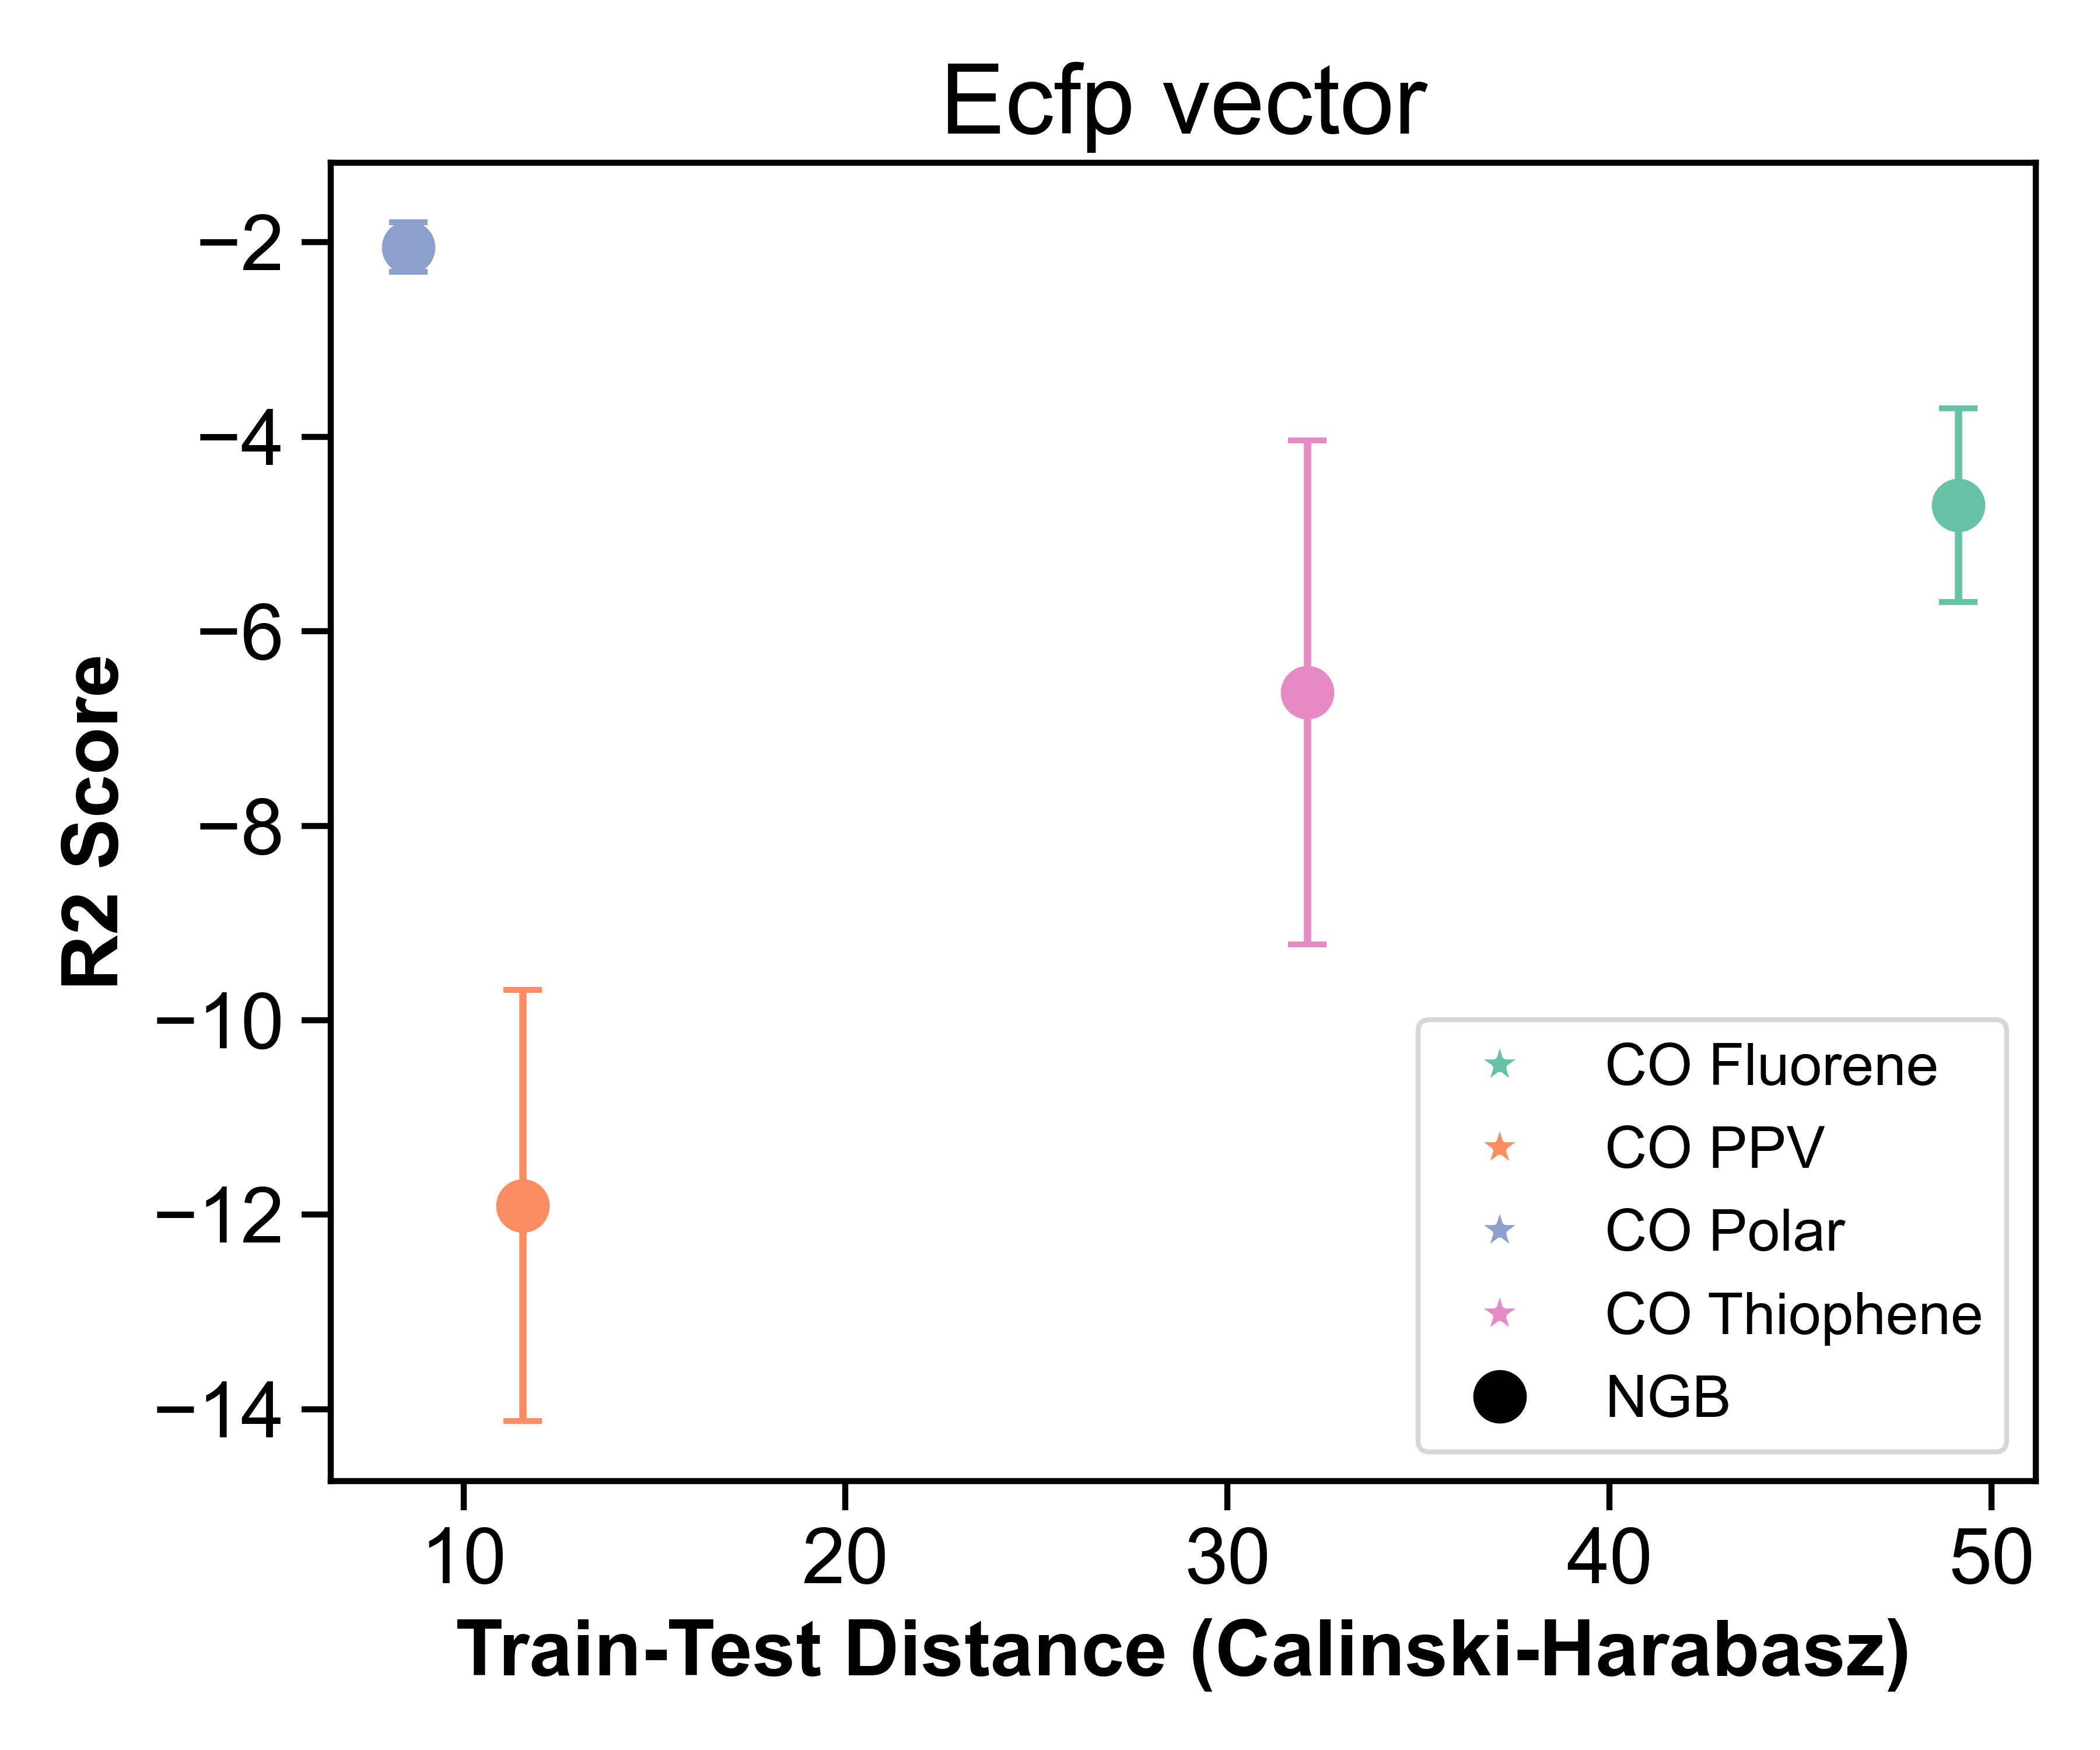 Ecfp vector
R2 Score
−2
−4
−6
−8
−10
−12
−14
CO Fluorene
CO PPV
CO Polar
CO Thiophene
NGB
10 20 30 40 50
Train-Test Distance (Calinski-Harabasz)